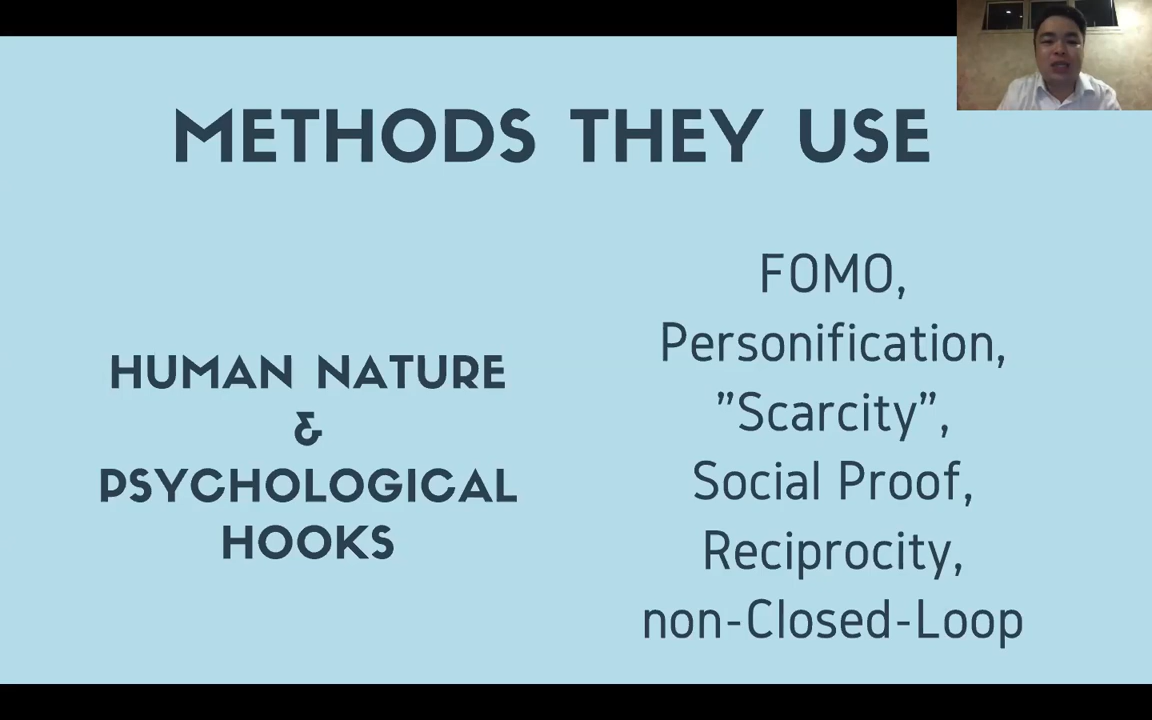 METHODS THEY USE
HUMAN NATURE
&
PSYCHOLOGICAL
HOOKS
FOMO,
Personification,
”Scarcity”,
Social Proof,
Reciprocity,
non-Closed-Loop